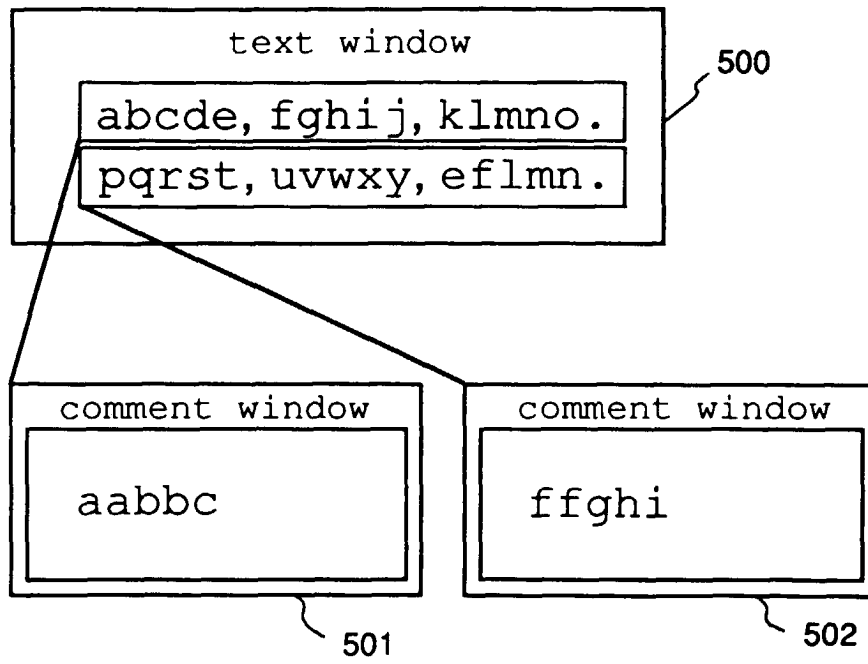 text window
500
abcde, fghij, klmno.
pqrst, uvwxy, eflmn.
comment window
aabbc
501
comment window
ffghi
502